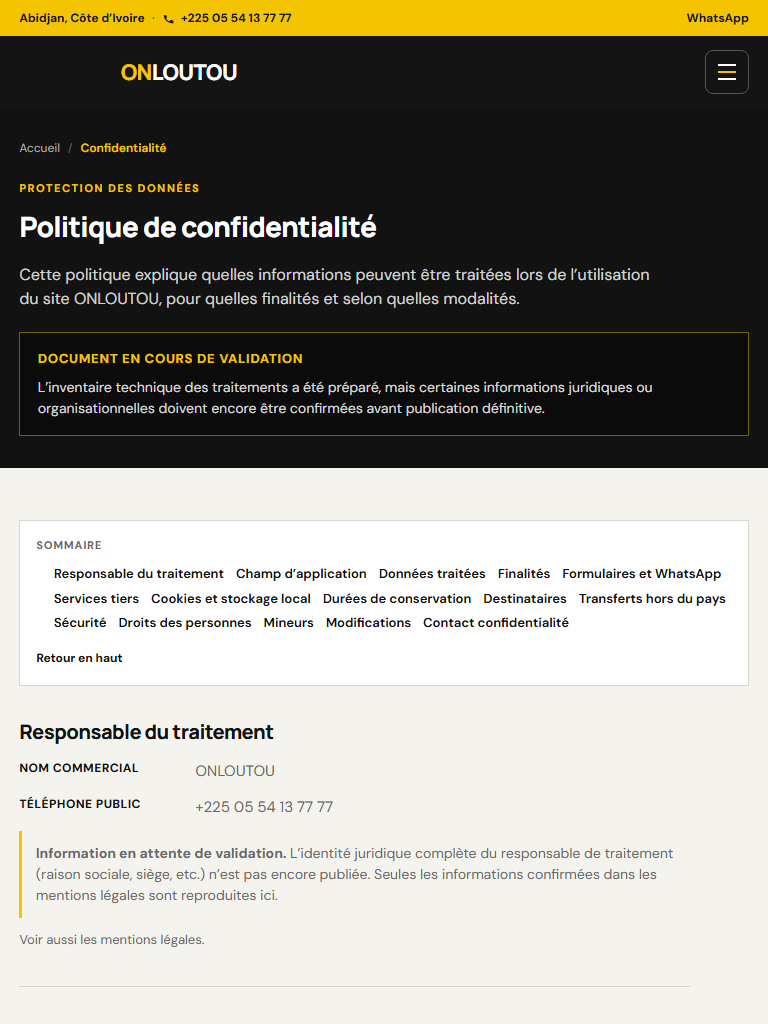 Abidjan, Côte d’Ivoire · +225 05 54 13 77 77 WhatsApp
ONLOUTOU
Accueil / Confidentialité
PROTECTION DES DONNÉES
Politique de confidentialité
Cette politique explique quelles informations peuvent être traitées lors de l’utilisation
du site ONLOUTOU, pour quelles finalités et selon quelles modalités.
DOCUMENT EN COURS DE VALIDATION
L’inventaire technique des traitements a été préparé, mais certaines informations juridiques ou
organisationnelles doivent encore être confirmées avant publication définitive.
SOMMAIRE
Responsable du traitement Champ d’application Données traitées Finalités Formulaires et WhatsApp
Services tiers Cookies et stockage local Durées de conservation Destinataires Transferts hors du pays
Sécurité Droits des personnes Mineurs Modifications Contact confidentialité
Retour en haut
Responsable du traitement
NOM COMMERCIAL ONLOUTOU
TÉLÉPHONE PUBLIC +225 05 54 13 77 77
Information en attente de validation. L’identité juridique complète du responsable de traitement
(raison sociale, siège, etc.) n’est pas encore publiée. Seules les informations confirmées dans les
mentions légales sont reproduites ici.
Voir aussi les mentions légales.